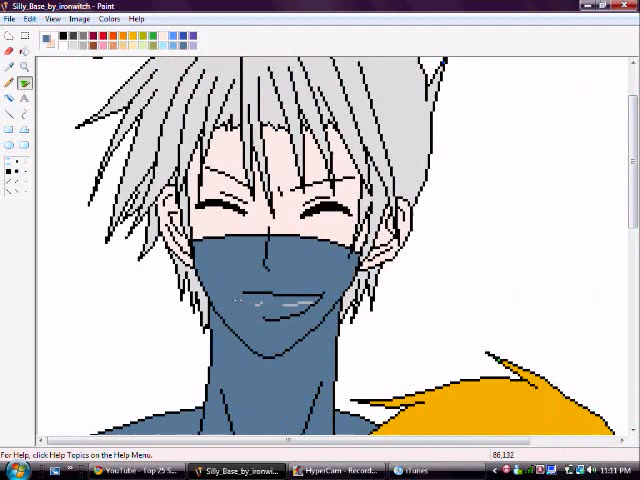 Silly_Base_by_ironwitch - Paint
File Edit View Image Colors Help
For Help, click Help Topics on the Help Menu.
86,132
YouTube - Top 25 S...
Silly_Base_by_ironwi...
HyperCam - Record...
iTunes
11:11 PM